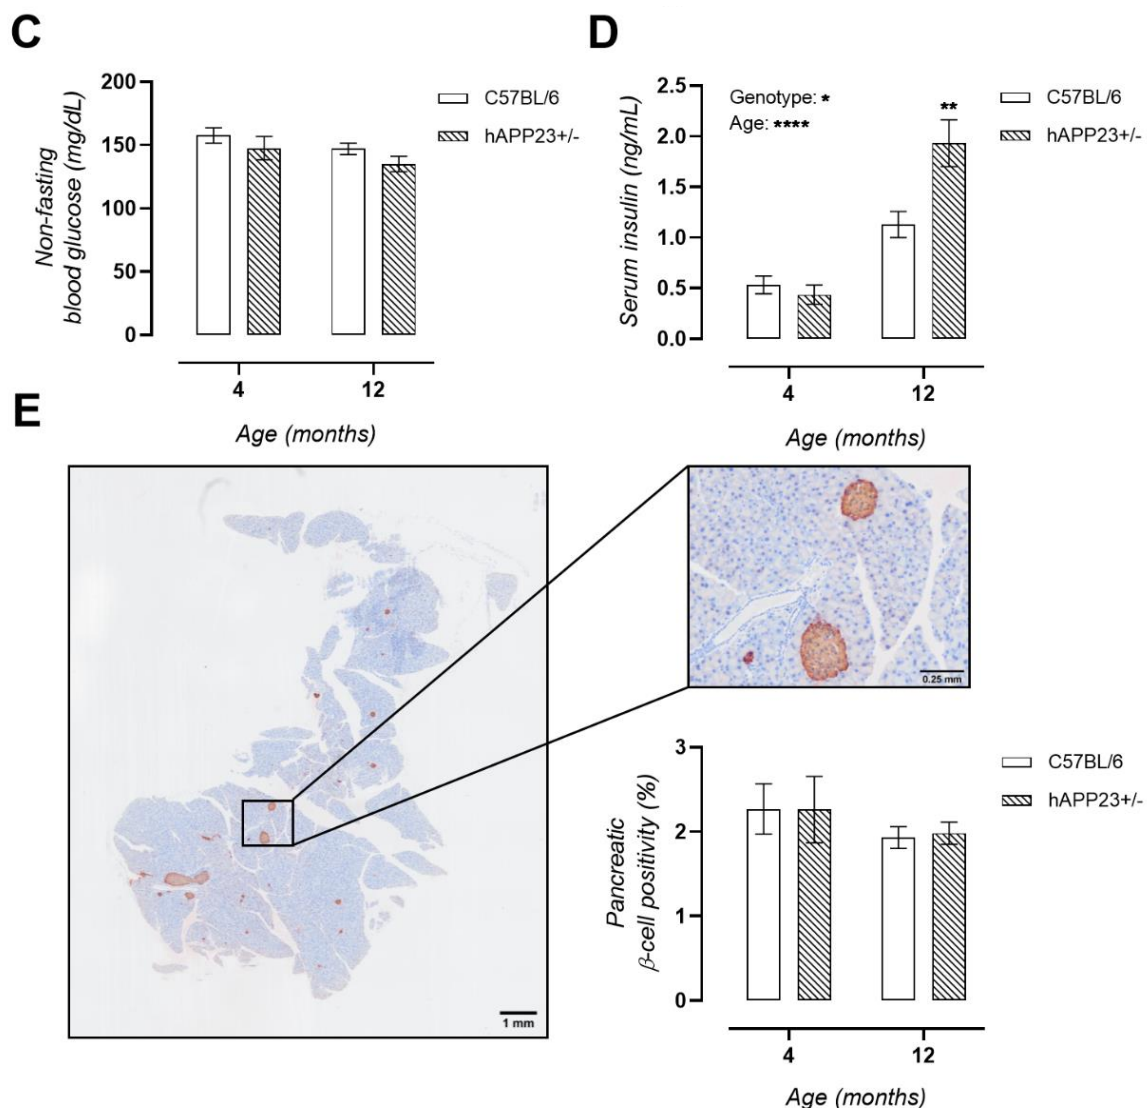 C
Non-fasting
blood glucose (mg/dL)
200
150
100
50
0
C57BL/6
hAPP23+/-
4
12
Age (months)
D
Serum insulin (ng/mL)
2.5
2.0
1.5
1.0
0.5
0.0
Genotype: *
Age: ****
**
C57BL/6
hAPP23+/-
4
12
Age (months)
E
1 mm
0.25 mm
Pancreatic
β-cell positivity (%)
3
2
1
0
C57BL/6
hAPP23+/-
4
12
Age (months)